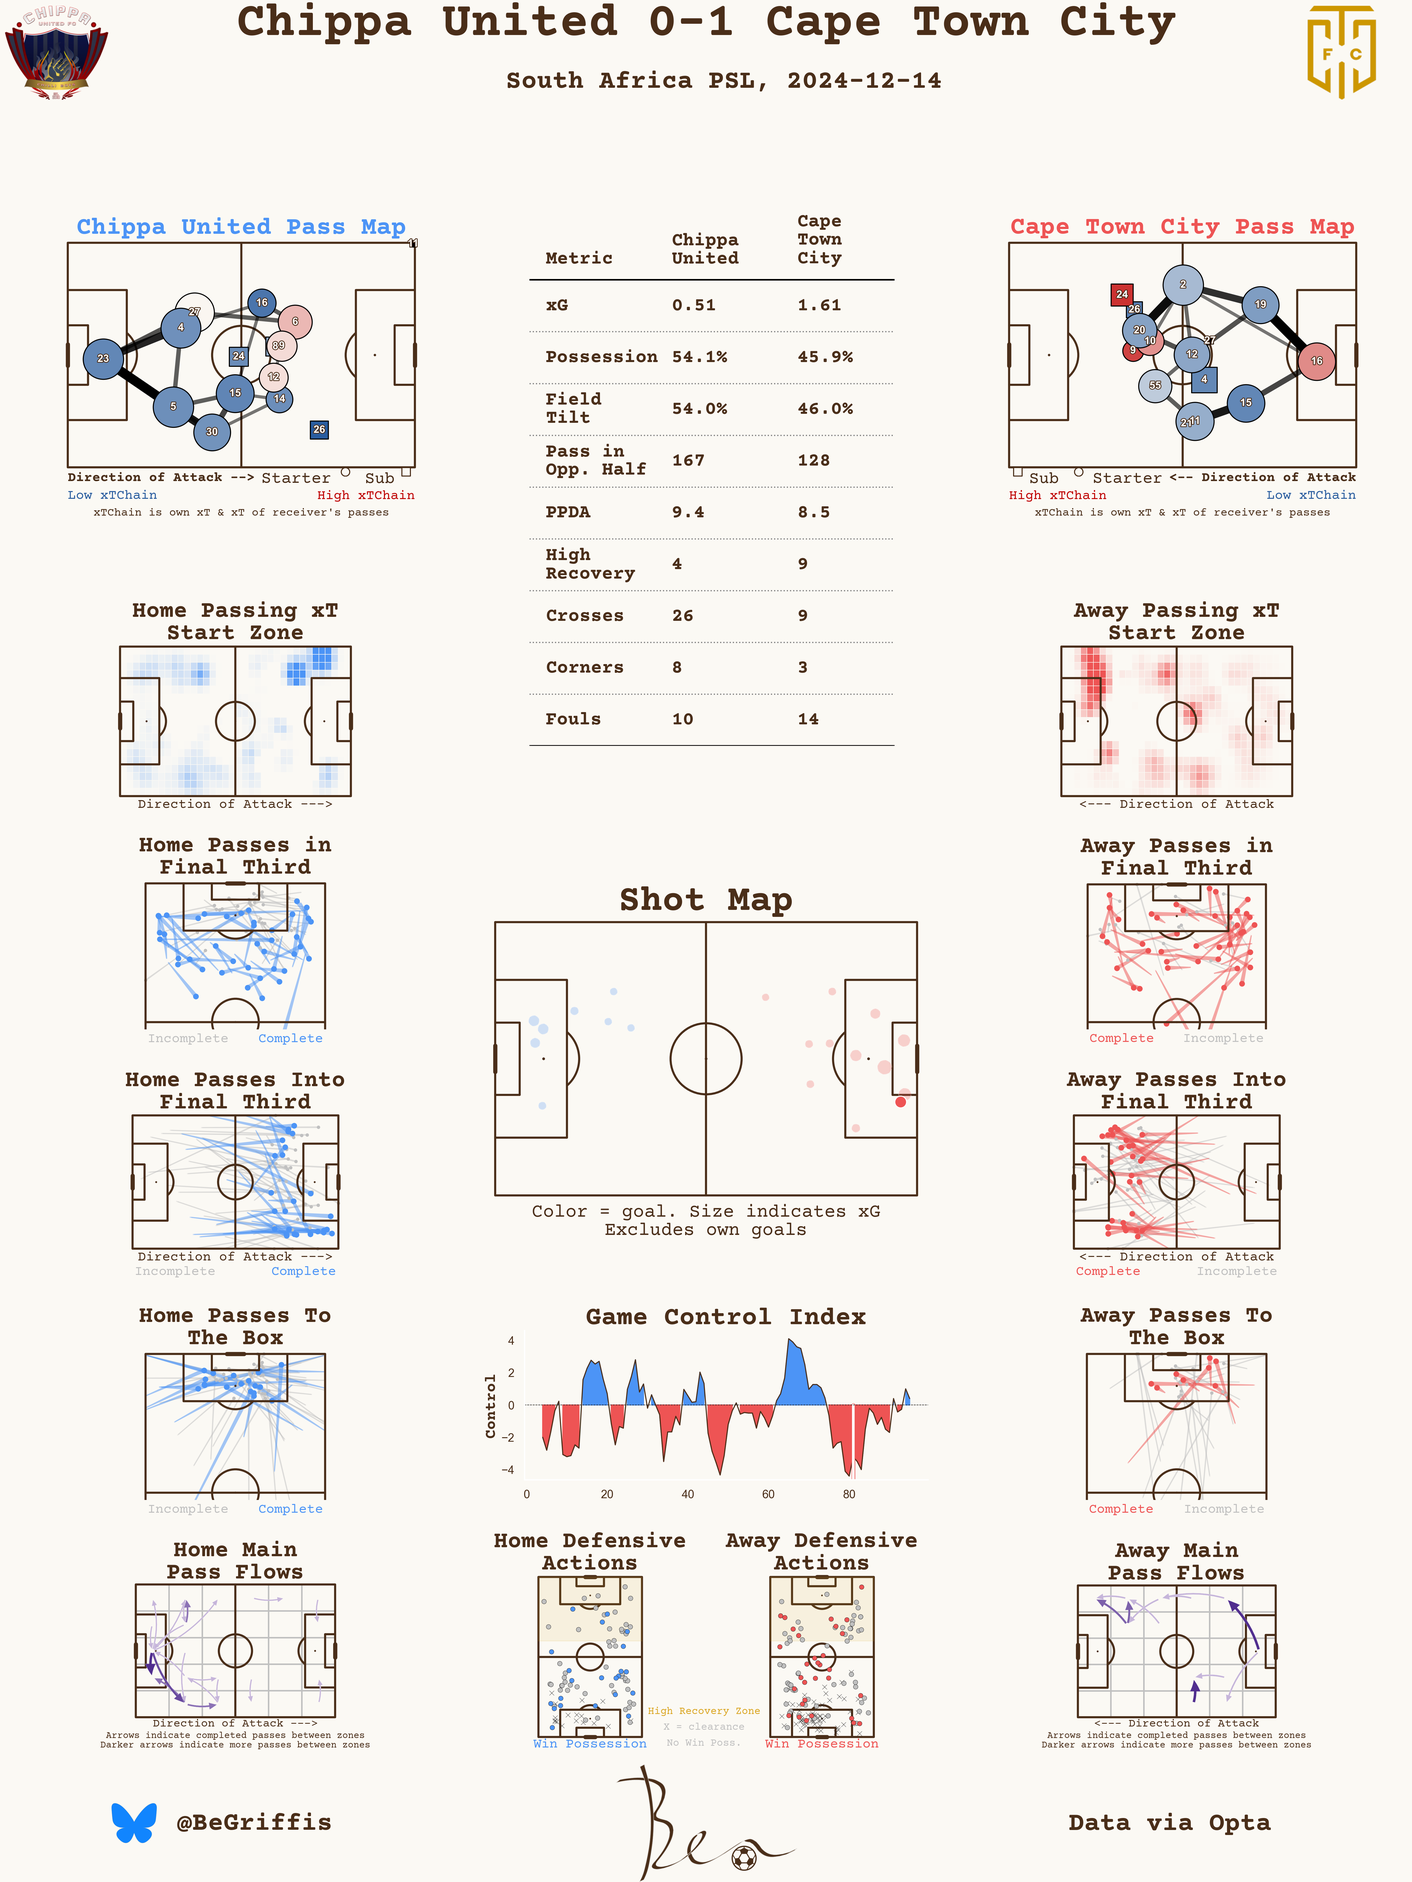 Chippa United 0-1 Cape Town City
South Africa PSL, 2024-12-14
CHIPPA
UNITED FC
F C
Chippa United Pass Map
11
27
4
16
6
23
24
89
12
15
14
5
30
26
Direction of Attack --> Starter Sub
Low xTChain High xTChain
xTChain is own xT & xT of receiver's passes
Metric Chippa United Cape Town City
xG 0.51 1.61
Possession 54.1% 45.9%
Field Tilt 54.0% 46.0%
Pass in Opp. Half 167 128
PPDA 9.4 8.5
High Recovery 4 9
Crosses 26 9
Corners 8 3
Fouls 10 14
Cape Town City Pass Map
2
24
26
19
20
10
27
9
12
16
4
55
15
11
Sub Starter <-- Direction of Attack
High xTChain Low xTChain
xTChain is own xT & xT of receiver's passes
Home Passing xT
Start Zone
Direction of Attack --->
Away Passing xT
Start Zone
<--- Direction of Attack
Home Passes in
Final Third
Incomplete Complete
Away Passes in
Final Third
Complete Incomplete
Shot Map
Color = goal. Size indicates xG
Excludes own goals
Home Passes Into
Final Third
Direction of Attack --->
Incomplete Complete
Away Passes Into
Final Third
<--- Direction of Attack
Complete Incomplete
Home Passes To
The Box
Incomplete Complete
Game Control Index
Control
4
2
0
−2
−4
0 20 40 60 80
Away Passes To
The Box
Complete Incomplete
Home Main
Pass Flows
Direction of Attack --->
Arrows indicate completed passes between zones
Darker arrows indicate more passes between zones
Home Defensive
Actions
Win Possession
High Recovery Zone
X = clearance
No Win Poss.
Away Defensive
Actions
Win Possession
Away Main
Pass Flows
<--- Direction of Attack
Arrows indicate completed passes between zones
Darker arrows indicate more passes between zones
@BeGriffis
Ben
Data via Opta